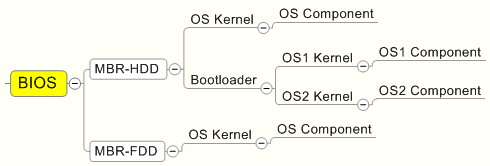 BIOS
MBR-HDD
OS Kernel
OS Component
Bootloader
OS1 Kernel
OS1 Component
OS2 Kernel
OS2 Component
MBR-FDD
OS Kernel
OS Component